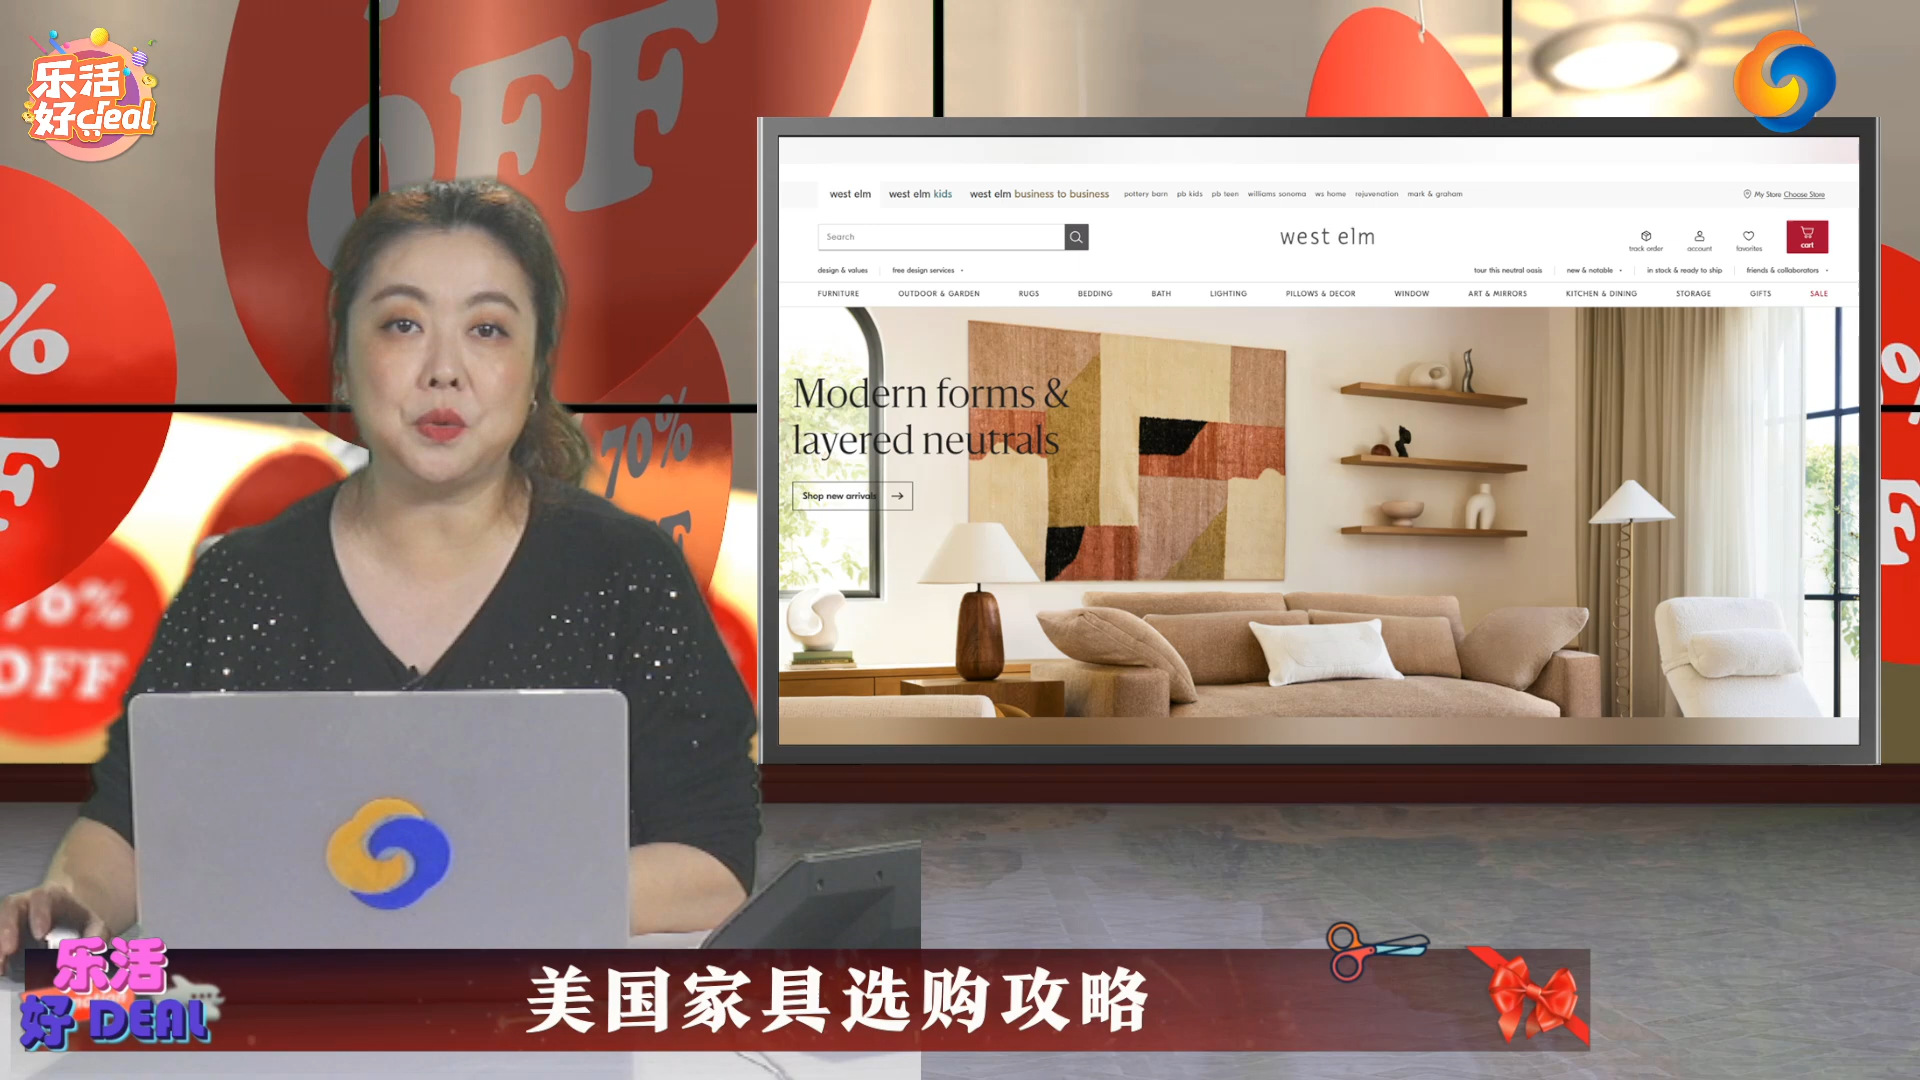 乐活
好deal
OFF
%
F
70%
OFF
70%
F
west elm
west elm kids
west elm business to business
pottery barn
pb kids
pb teen
williams sonoma
ws home
rejuvenation
mark & graham
My Store Choose Store
Search
west elm
track order
account
favorites
cart
design & values
free design services
tour this neutral oasis
new & notable
in stock & ready to ship
friends & collaborators
FURNITURE
OUTDOOR & GARDEN
RUGS
BEDDING
BATH
LIGHTING
PILLOWS & DECOR
WINDOW
ART & MIRRORS
KITCHEN & DINING
STORAGE
GIFTS
SALE
Modern forms &
layered neutrals
Shop new arrivals
乐活
好 DEAL
美国家具选购攻略